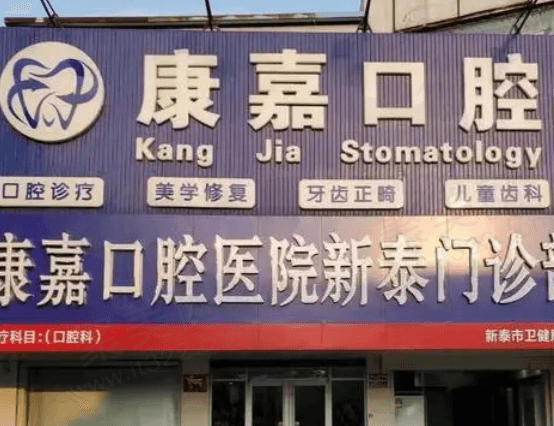 康嘉口腔
Kang Jia Stomatology
口腔诊疗 美学修复 牙齿正畸 儿童齿科
康嘉口腔医院新泰门诊部
疗科目:(口腔科) 新泰市卫健局